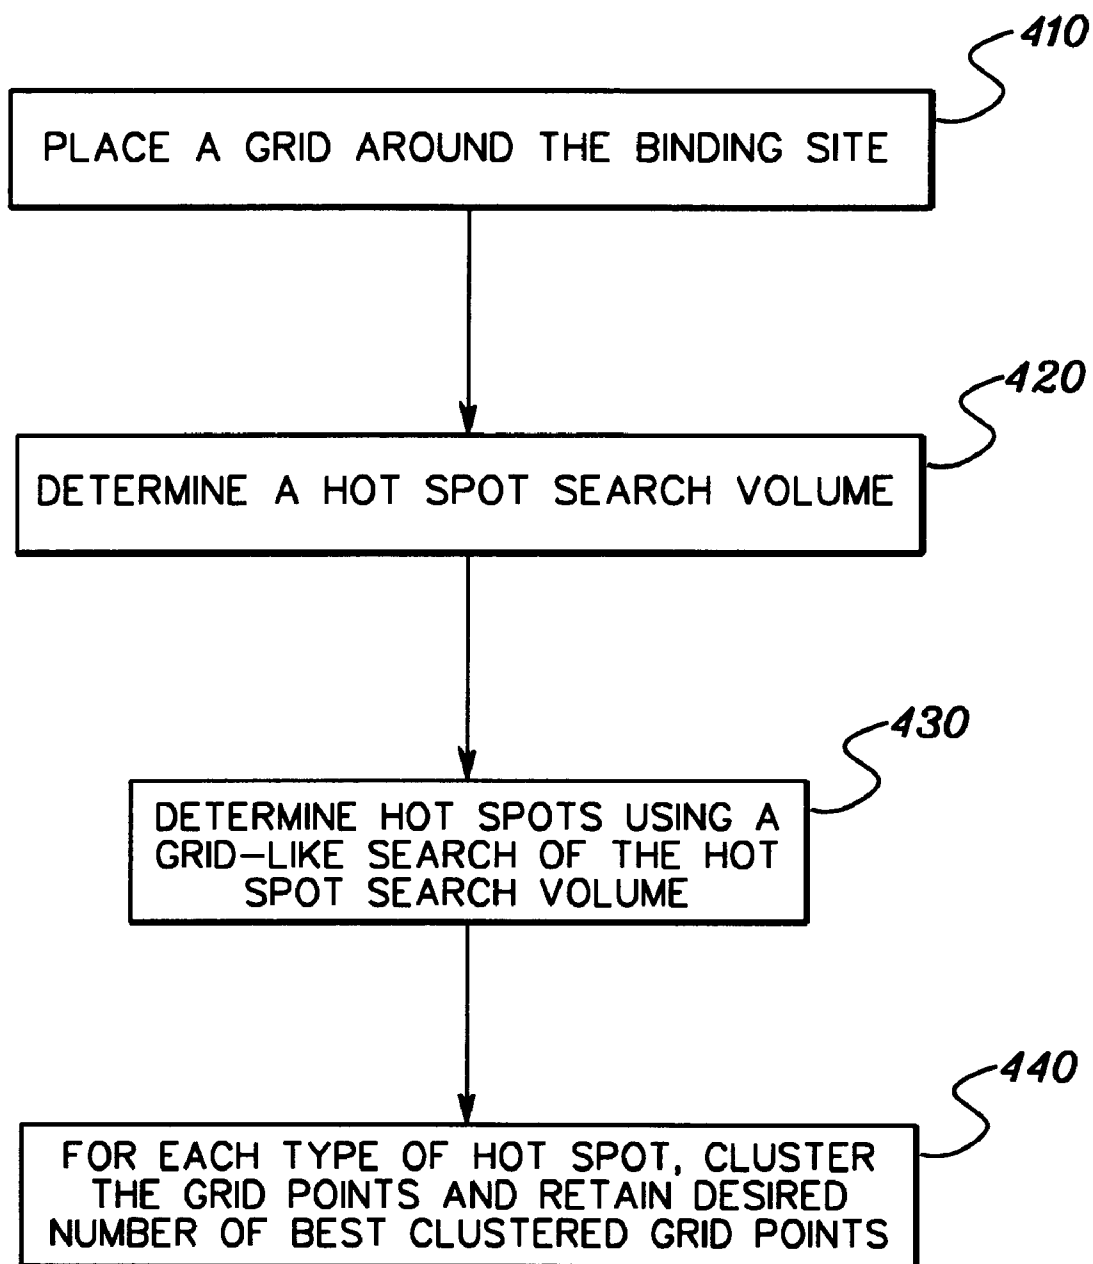 410
PLACE A GRID AROUND THE BINDING SITE
420
DETERMINE A HOT SPOT SEARCH VOLUME
430
DETERMINE HOT SPOTS USING A
GRID-LIKE SEARCH OF THE HOT
SPOT SEARCH VOLUME
440
FOR EACH TYPE OF HOT SPOT, CLUSTER
THE GRID POINTS AND RETAIN DESIRED
NUMBER OF BEST CLUSTERED GRID POINTS